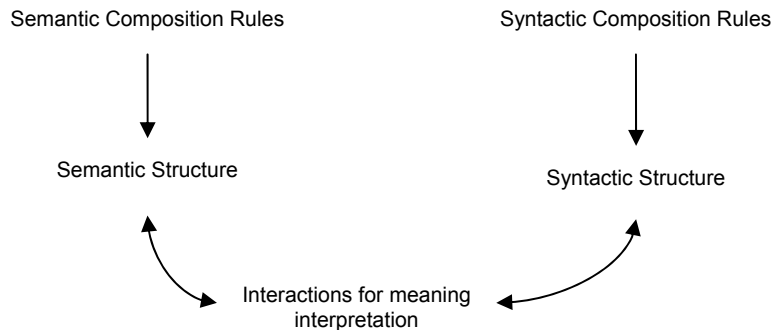 Semantic Composition Rules
Syntactic Composition Rules
Semantic Structure
Syntactic Structure
Interactions for meaning
interpretation